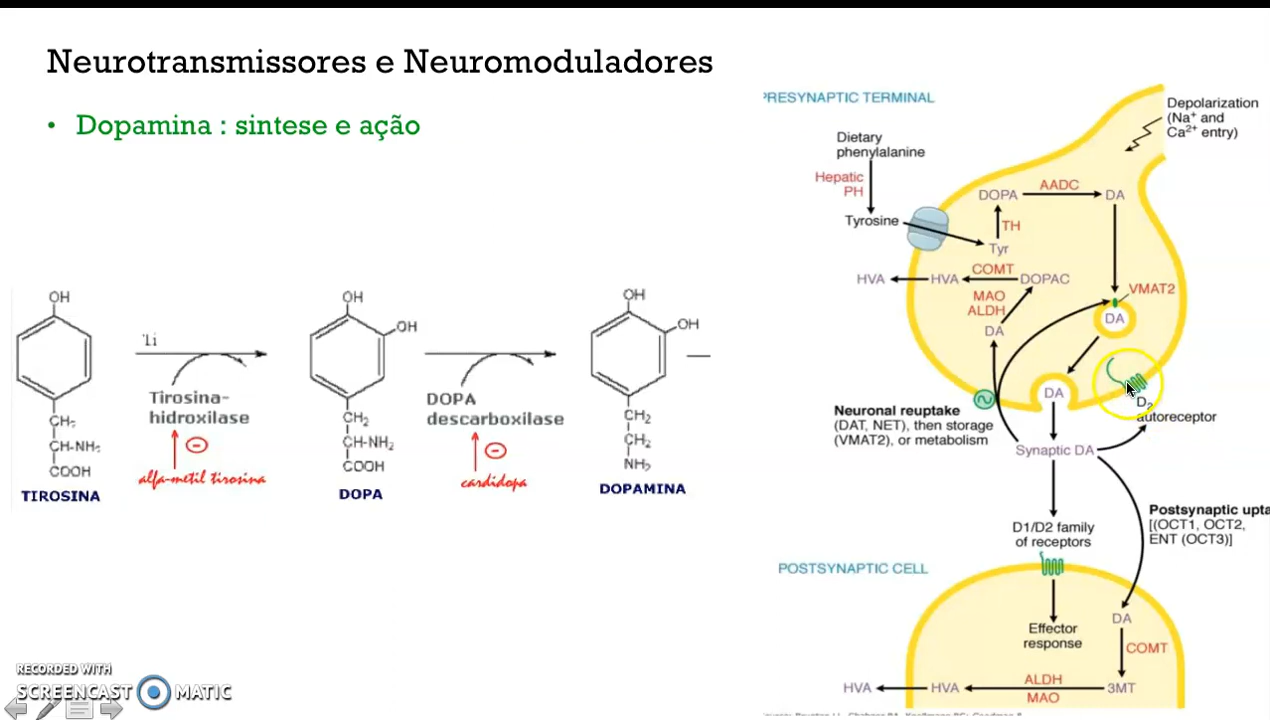 Neurotransmissores e Neuromoduladores
• Dopamina : sintese e ação
OH
Tirosina-
hidroxilase
alfa-metil tirosina
CH₂
CH-NH₂
COOH
TIROSINA
OH
OH
DOPA
descarboxilase
cardidopa
CH₂
CH-NH₂
COOH
DOPA
OH
OH
CH₂
CH₂
NH₂
DOPAMINA
RESYNAPTIC TERMINAL
Depolarization
(Na⁺ and
Ca²⁺ entry)
Dietary
phenylalanine
Hepatic
PH
Tyrosine
DOPA
AADC
DA
TH
Tyr
HVA
HVA
COMT
DOPAC
MAO
ALDH
DA
VMAT2
DA
DA
D₂
autoreceptor
Neuronal reuptake
(DAT, NET), then storage
(VMAT2), or metabolism
Synaptic DA
Postsynaptic upta
[(OCT1, OCT2,
ENT (OCT3)]
D1/D2 family
of receptors
POSTSYNAPTIC CELL
Effector
response
DA
COMT
3MT
ALDH
MAO
HVA
HVA
RECORDED WITH
SCREENCAST MATIC